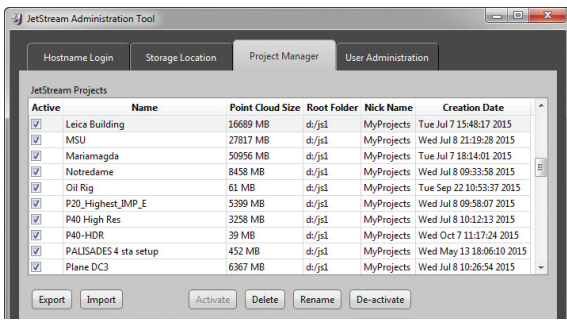 JetStream Administration Tool
Hostname Login Storage Location Project Manager User Administration
JetStream Projects
Active Name Point Cloud Size Root Folder Nick Name Creation Date
Leica Building 16689 MB d:/js1 MyProjects Tue Jul 7 15:48:17 2015
MSU 27817 MB d:/js1 MyProjects Wed Jul 8 21:19:28 2015
Mariamagda 50956 MB d:/js1 MyProjects Tue Jul 7 18:14:01 2015
Notredame 8458 MB d:/js1 MyProjects Wed Jul 8 09:33:58 2015
Oil Rig 61 MB d:/js1 MyProjects Tue Sep 22 10:53:37 2015
P20_Highest_IMP_E 5399 MB d:/js1 MyProjects Wed Jul 8 09:58:07 2015
P40 High Res 3258 MB d:/js1 MyProjects Wed Jul 8 10:12:13 2015
P40-HDR 39 MB d:/js1 MyProjects Wed Oct 7 11:17:24 2015
PALISADES 4 sta setup 452 MB d:/js1 MyProjects Wed May 13 18:06:10 2015
Plane DC3 6367 MB d:/js1 MyProjects Wed Jul 8 10:26:54 2015
Export Import Activate Delete Rename De-activate